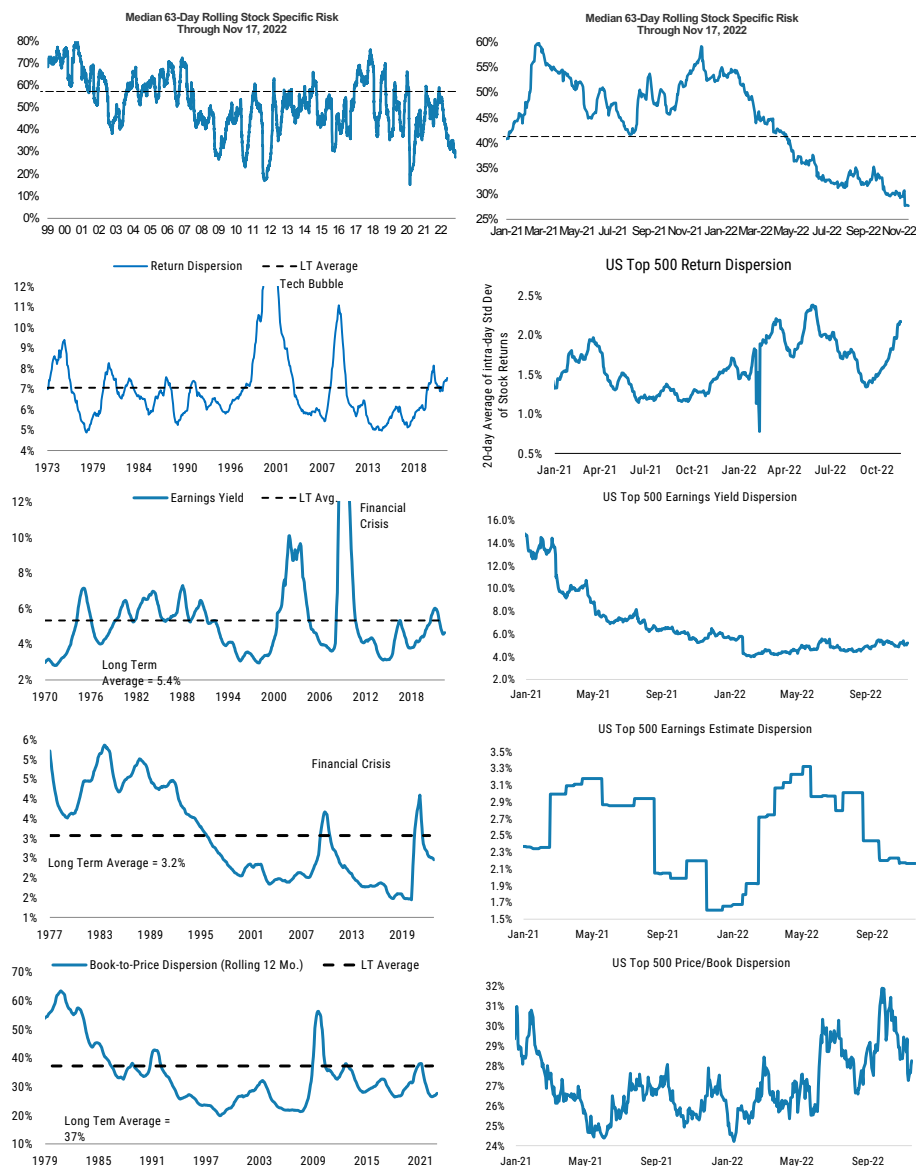 Median 63-Day Rolling Stock Specific Risk
Through Nov 17, 2022
80%
70%
60%
50%
40%
30%
20%
10%
0%
99 00 01 02 03 04 05 06 07 08 09 10 11 12 13 14 15 16 17 18 19 20 21 22
Median 63-Day Rolling Stock Specific Risk
Through Nov 17, 2022
60%
55%
50%
45%
40%
35%
30%
25%
Jan-21 Mar-21 May-21 Jul-21 Sep-21 Nov-21 Jan-22 Mar-22 May-22 Jul-22 Sep-22 Nov-22
Return Dispersion LT Average
Tech Bubble
12%
11%
10%
9%
8%
7%
6%
5%
4%
1973 1979 1984 1990 1996 2001 2007 2013 2018
US Top 500 Return Dispersion
20-day Average of intra-day Std Dev
of Stock Returns
2.5%
2.0%
1.5%
1.0%
0.5%
Jan-21 Apr-21 Jul-21 Oct-21 Jan-22 Apr-22 Jul-22 Oct-22
Earnings Yield LT Avg.
Financial
Crisis
12%
10%
8%
6%
4%
2%
Long Term
Average = 5.4%
1970 1976 1982 1988 1994 2000 2006 2012 2018
US Top 500 Earnings Yield Dispersion
16.0%
14.0%
12.0%
10.0%
8.0%
6.0%
4.0%
2.0%
Jan-21 May-21 Sep-21 Jan-22 May-22 Sep-22
6%
5%
5%
4%
4%
3%
3%
2%
2%
1%
Financial Crisis
Long Term Average = 3.2%
1977 1983 1989 1995 2001 2007 2013 2019
US Top 500 Earnings Estimate Dispersion
3.5%
3.3%
3.1%
2.9%
2.7%
2.5%
2.3%
2.1%
1.9%
1.7%
1.5%
Jan-21 May-21 Sep-21 Jan-22 May-22 Sep-22
Book-to-Price Dispersion (Rolling 12 Mo.) LT Average
70%
60%
50%
40%
30%
20%
10%
Long Tem Average =
37%
1979 1985 1991 1997 2003 2009 2015 2021
US Top 500 Price/Book Dispersion
32%
31%
30%
29%
28%
27%
26%
25%
24%
Jan-21 May-21 Sep-21 Jan-22 May-22 Sep-22